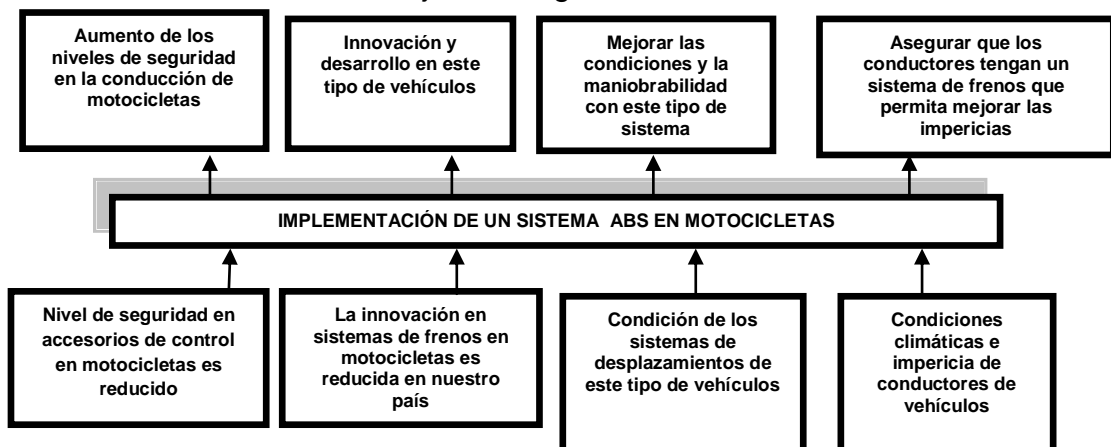 Aumento de los
niveles de seguridad
en la conducción de
motocicletas
Innovación y
desarrollo en este
tipo de vehículos
Mejorar las
condiciones y la
maniobrabilidad
con este tipo de
sistema
Asegurar que los
conductores tengan un
sistema de frenos que
permita mejorar las
impericias
IMPLEMENTACIÓN DE UN SISTEMA ABS EN MOTOCICLETAS
Nivel de seguridad en
accesorios de control
en motocicletas es
reducido
La innovación en
sistemas de frenos en
motocicletas es
reducida en nuestro
país
Condición de los
sistemas de
desplazamientos de
este tipo de vehículos
Condiciones
climáticas e
impericia de
conductores de
vehículos